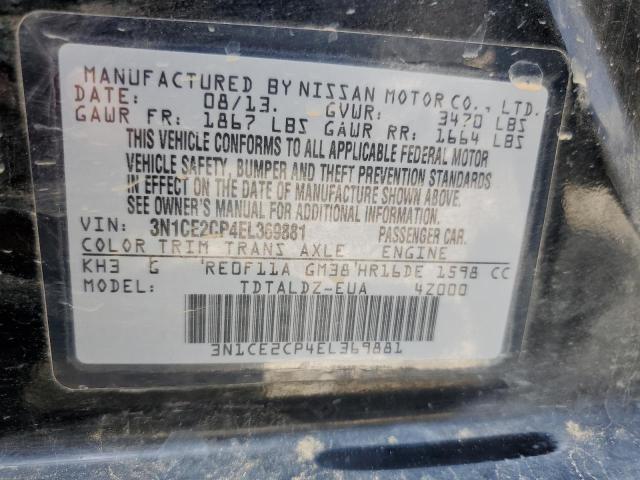 MANUFACTURED BY NISSAN MOTOR CO., LTD.
DATE: 08/13. GVWR: 3470 LBS
GAWR FR: 1867 LBS GAWR RR: 1664 LBS
THIS VEHICLE CONFORMS TO ALL APPLICABLE FEDERAL MOTOR
VEHICLE SAFETY, BUMPER AND THEFT PREVENTION STANDARDS
IN EFFECT ON THE DATE OF MANUFACTURE SHOWN ABOVE.
SEE OWNER'S MANUAL FOR ADDITIONAL INFORMATION.
VIN: 3N1CE2CP4EL369881 PASSENGER CAR.
COLOR TRIM TRANS AXLE ENGINE
KH3 G RE0F11A GM38 HR16DE 1598 CC
MODEL: TDTALDZ-EUA 4Z000
3N1CE2CP4EL369881